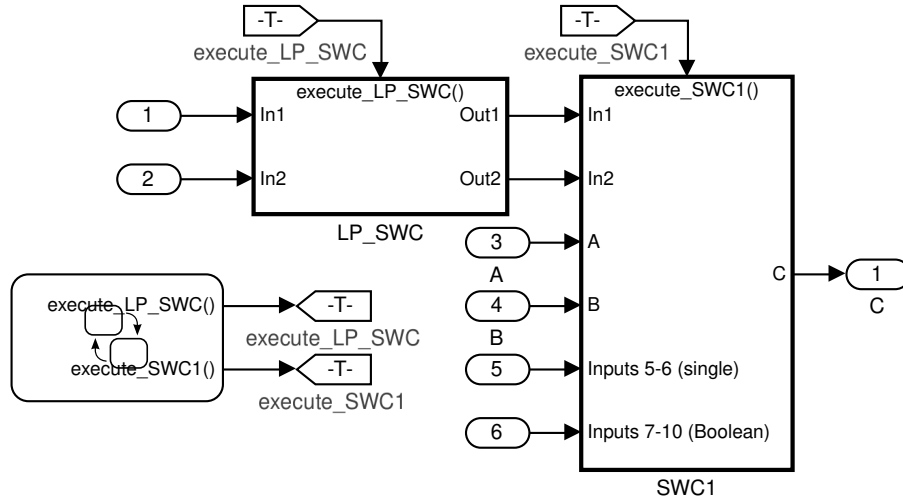 -T-
execute_LP_SWC
-T-
execute_SWC1
execute_LP_SWC()
execute_SWC1()
1
In1
Out1
In1
2
In2
Out2
In2
LP_SWC
3
A
A
C
1
C
4
B
B
execute_LP_SWC()
-T-
execute_LP_SWC
execute_SWC1()
-T-
execute_SWC1
5
Inputs 5-6 (single)
6
Inputs 7-10 (Boolean)
SWC1